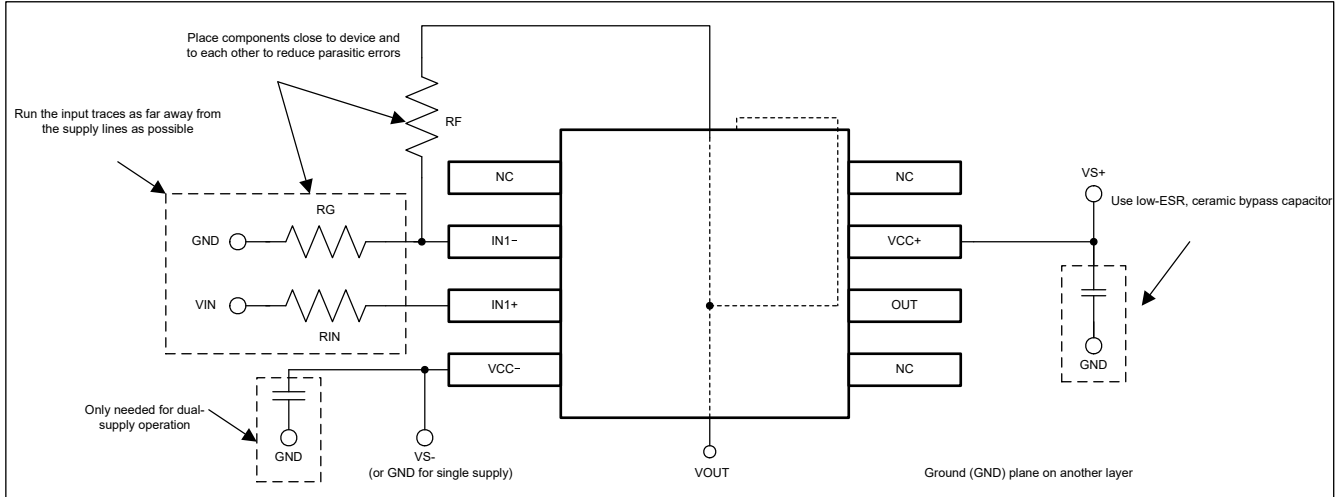 Place components close to device and
to each other to reduce parasitic errors
Run the input traces as far away from
the supply lines as possible
RF
NC
NC
VS+
Use low-ESR, ceramic bypass capacitor
RG
GND
IN1−
VCC+
VIN
IN1+
OUT
RIN
VCC−
NC
GND
Only needed for dual-
supply operation
GND
VS-
(or GND for single supply)
VOUT
Ground (GND) plane on another layer